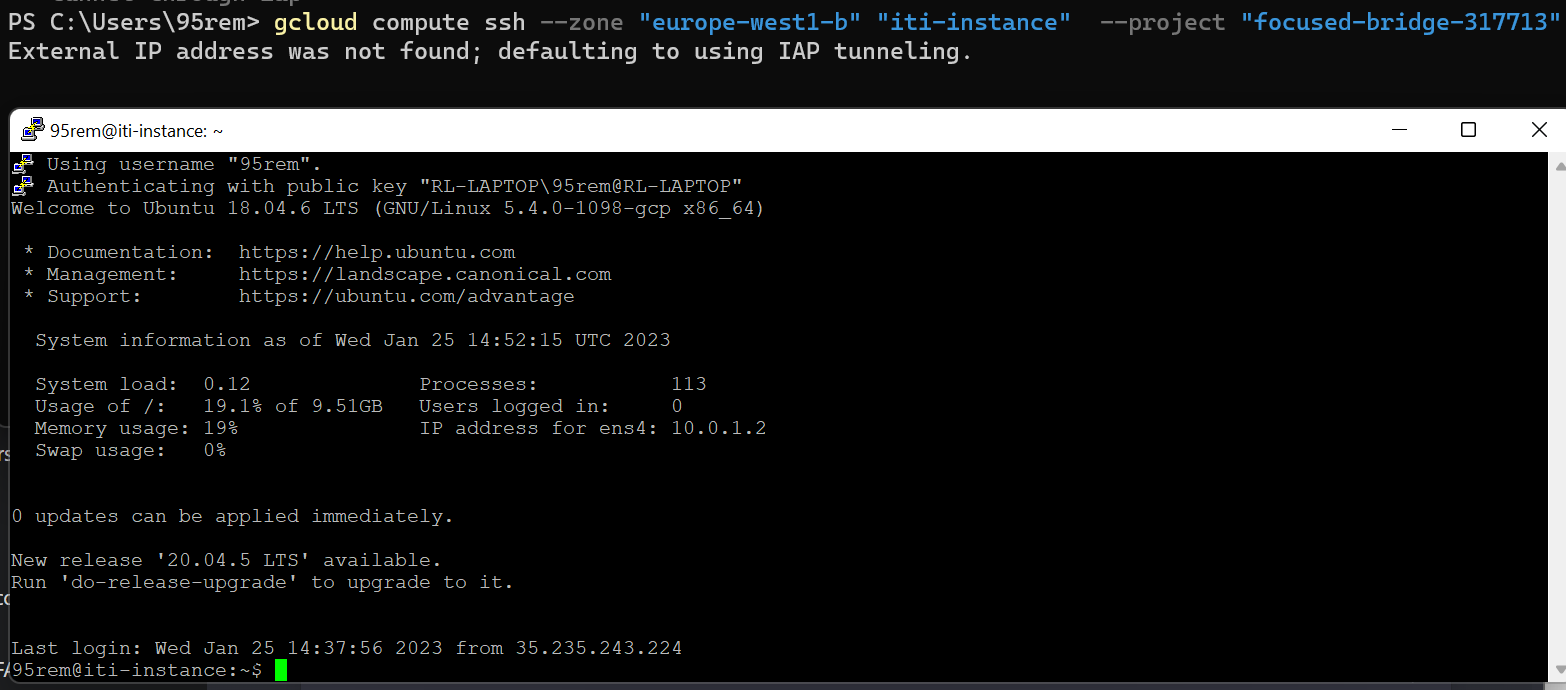 PS C:\Users\95rem> gcloud compute ssh --zone "europe-west1-b" "iti-instance"  --project "focused-bridge-317713"
External IP address was not found; defaulting to using IAP tunneling.
95rem@iti-instance: ~
Using username "95rem".
Authenticating with public key "RL-LAPTOP\95rem@RL-LAPTOP"
Welcome to Ubuntu 18.04.6 LTS (GNU/Linux 5.4.0-1098-gcp x86_64)
* Documentation:  https://help.ubuntu.com
* Management:     https://landscape.canonical.com
* Support:        https://ubuntu.com/advantage
System information as of Wed Jan 25 14:52:15 UTC 2023
System load:  0.12              Processes:           113
Usage of /:   19.1% of 9.51GB   Users logged in:     0
Memory usage: 19%               IP address for ens4: 10.0.1.2
Swap usage:   0%
0 updates can be applied immediately.
New release '20.04.5 LTS' available.
Run 'do-release-upgrade' to upgrade to it.
Last login: Wed Jan 25 14:37:56 2023 from 35.235.243.224
95rem@iti-instance:~$